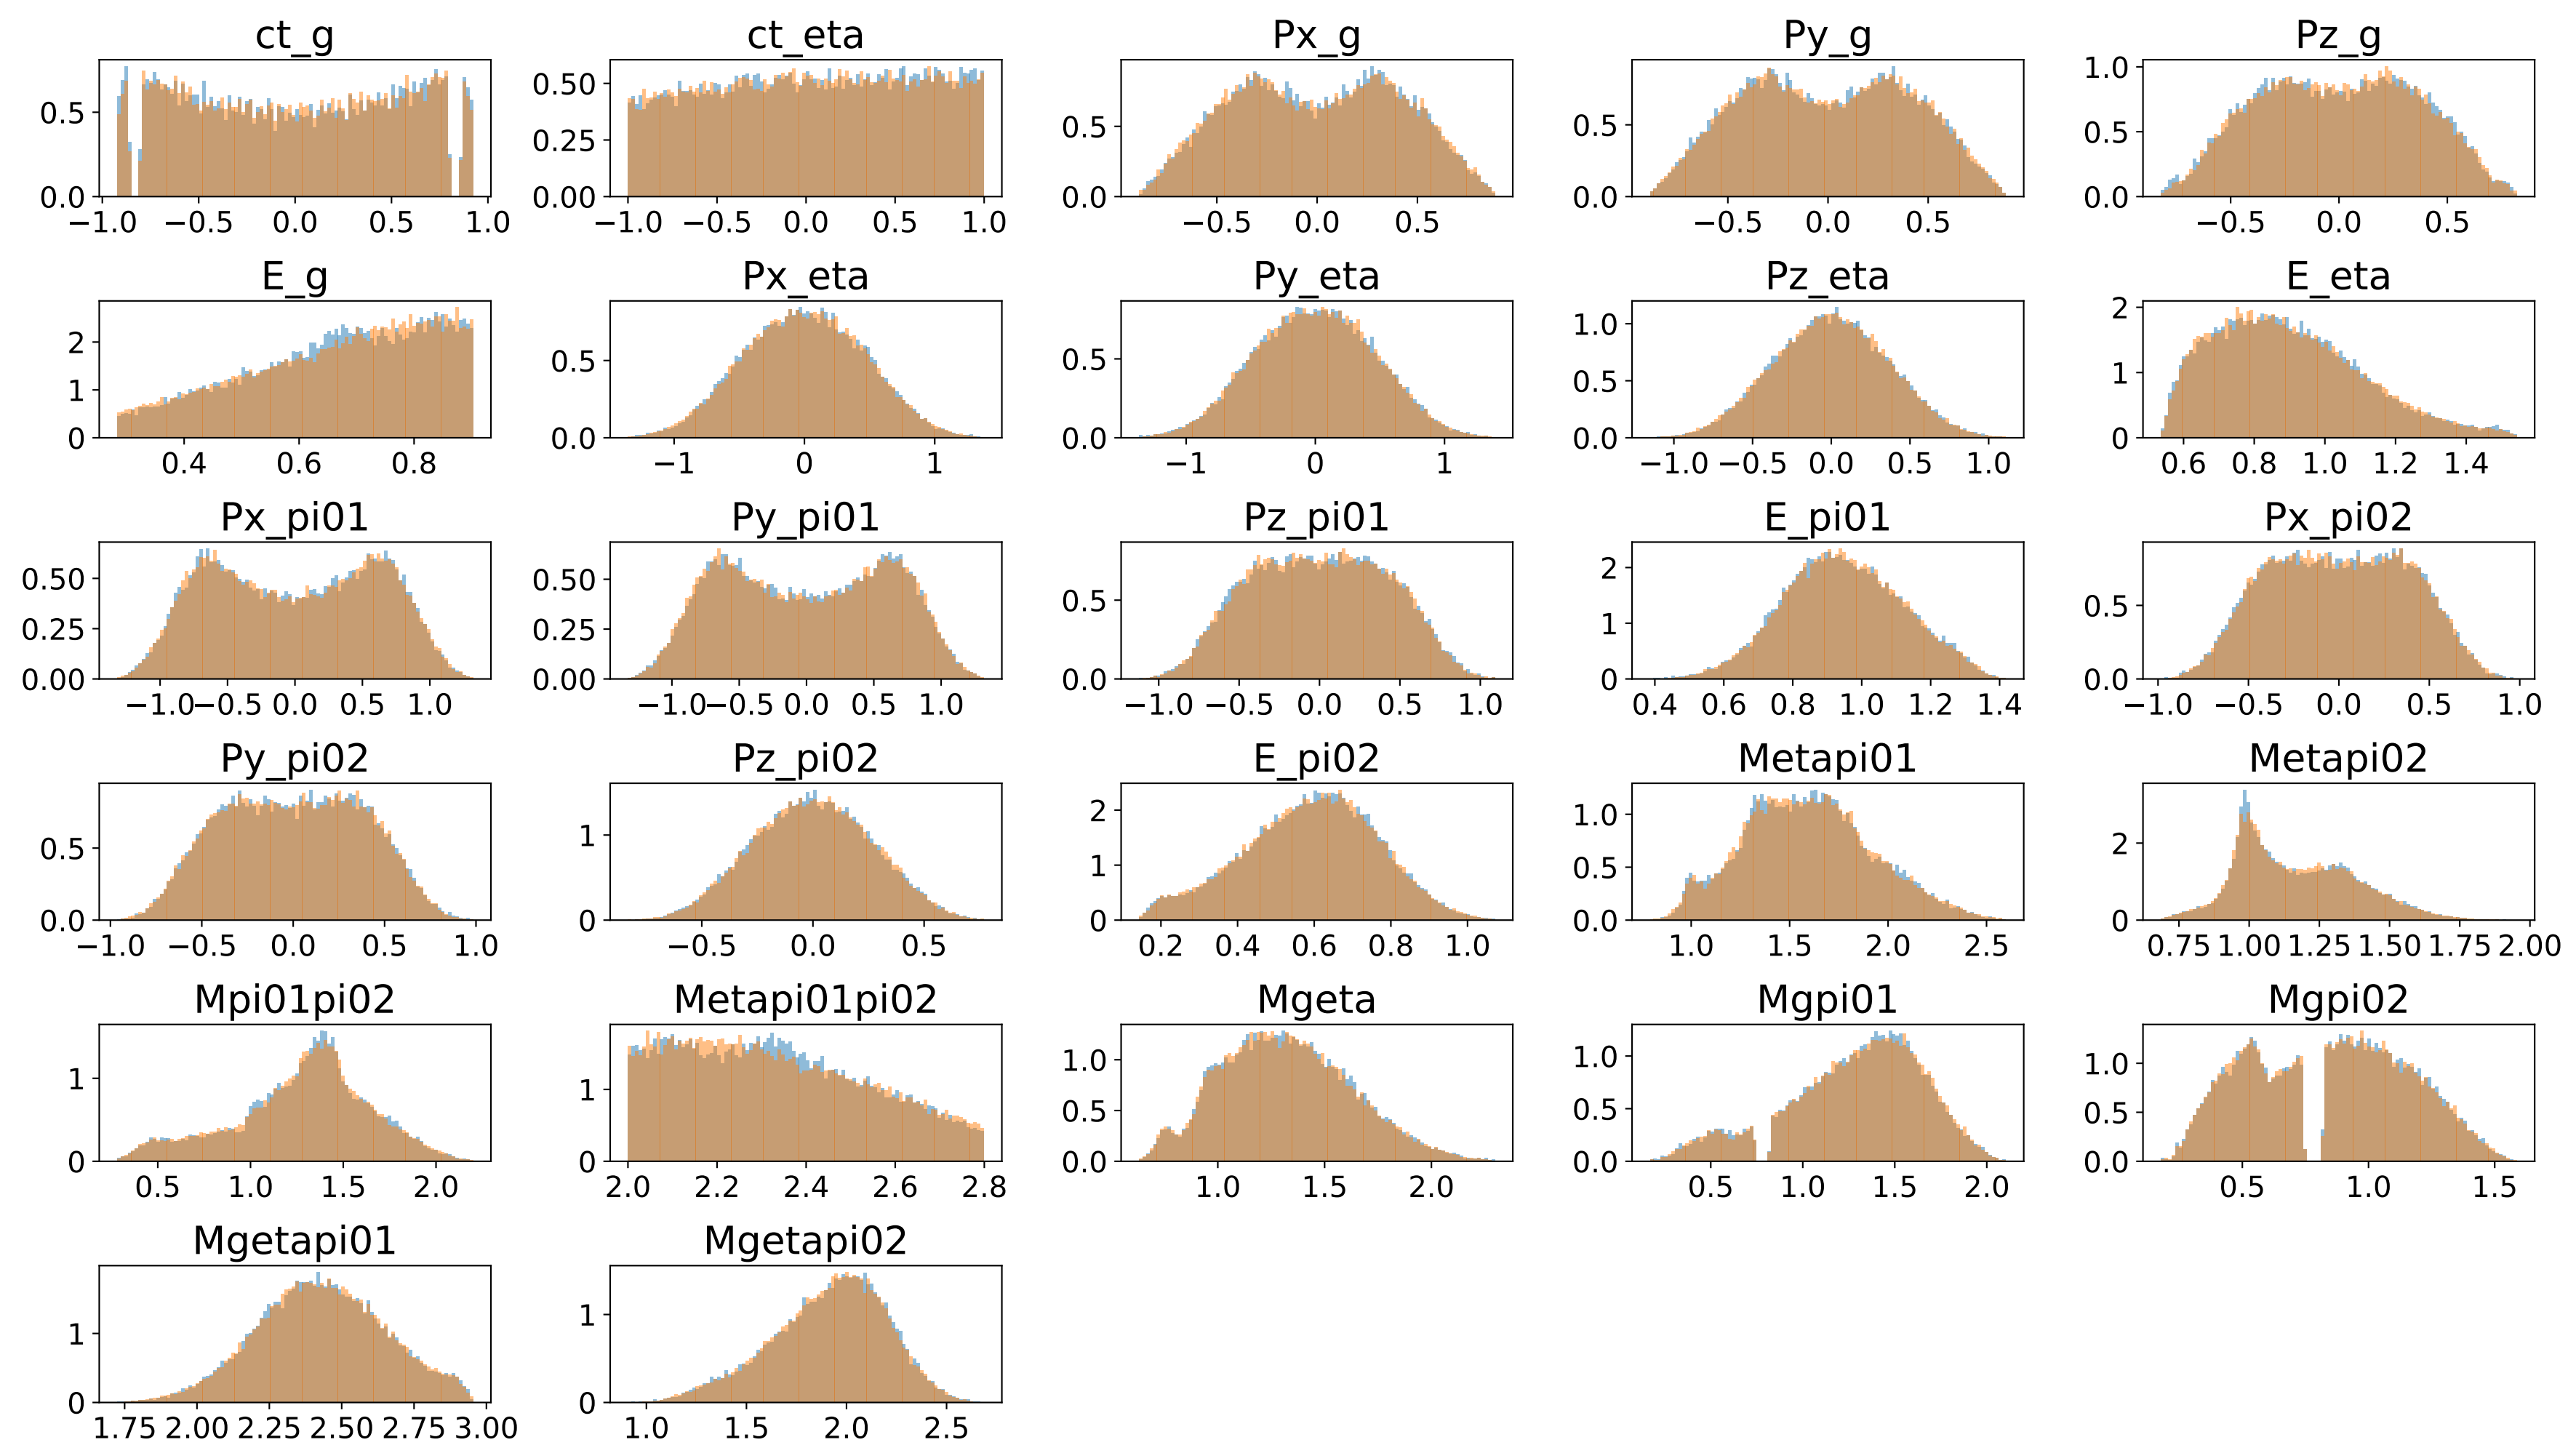 ct_g ct_eta Px_g Py_g Pz_g
0.5 0.50 0.5 0.5 1.0
0.0 0.25 0.0 0.0 0.5
0.00 0.0
−1.0 −0.5 0.0 0.5 1.0 −1.0 −0.5 0.0 0.5 1.0 −0.5 0.0 0.5 −0.5 0.0 0.5 −0.5 0.0 0.5
E_g Px_eta Py_eta Pz_eta E_eta
2 0.5 0.5 1.0 2
1 0.0 0.0 0.5 1
0 0.0 0
0.4 0.6 0.8 −1 0 1 −1 0 1 −1.0 −0.5 0.0 0.5 1.0 0.6 0.8 1.0 1.2 1.4
Px_pi01 Py_pi01 Pz_pi01 E_pi01 Px_pi02
0.50 0.50 0.5 2 0.5
0.25 0.25 0.0 1 0.0
0.00 0.00 0
−1.0 −0.5 0.0 0.5 1.0 −1.0 −0.5 0.0 0.5 1.0 −1.0 −0.5 0.0 0.5 1.0 0.4 0.6 0.8 1.0 1.2 1.4 −1.0 −0.5 0.0 0.5 1.0
Py_pi02 Pz_pi02 E_pi02 Metapi01 Metapi02
0.5 1 2 1.0 2
0.0 0 1 0.5 0
0 0.0
−1.0 −0.5 0.0 0.5 1.0 −0.5 0.0 0.5 0.2 0.4 0.6 0.8 1.0 1.0 1.5 2.0 2.5 0.75 1.00 1.25 1.50 1.75 2.00
Mpi01pi02 Metapi01pi02 Mgeta Mgpi01 Mgpi02
1 1 1.0 1.0 1.0
0 0 0.5 0.5 0.5
0.0 0.0 0.0
0.5 1.0 1.5 2.0 2.0 2.2 2.4 2.6 2.8 1.0 1.5 2.0 0.5 1.0 1.5 2.0 0.5 1.0 1.5
Mgetapi01 Mgetapi02
1 1
0 0
1.75 2.00 2.25 2.50 2.75 3.00 1.0 1.5 2.0 2.5